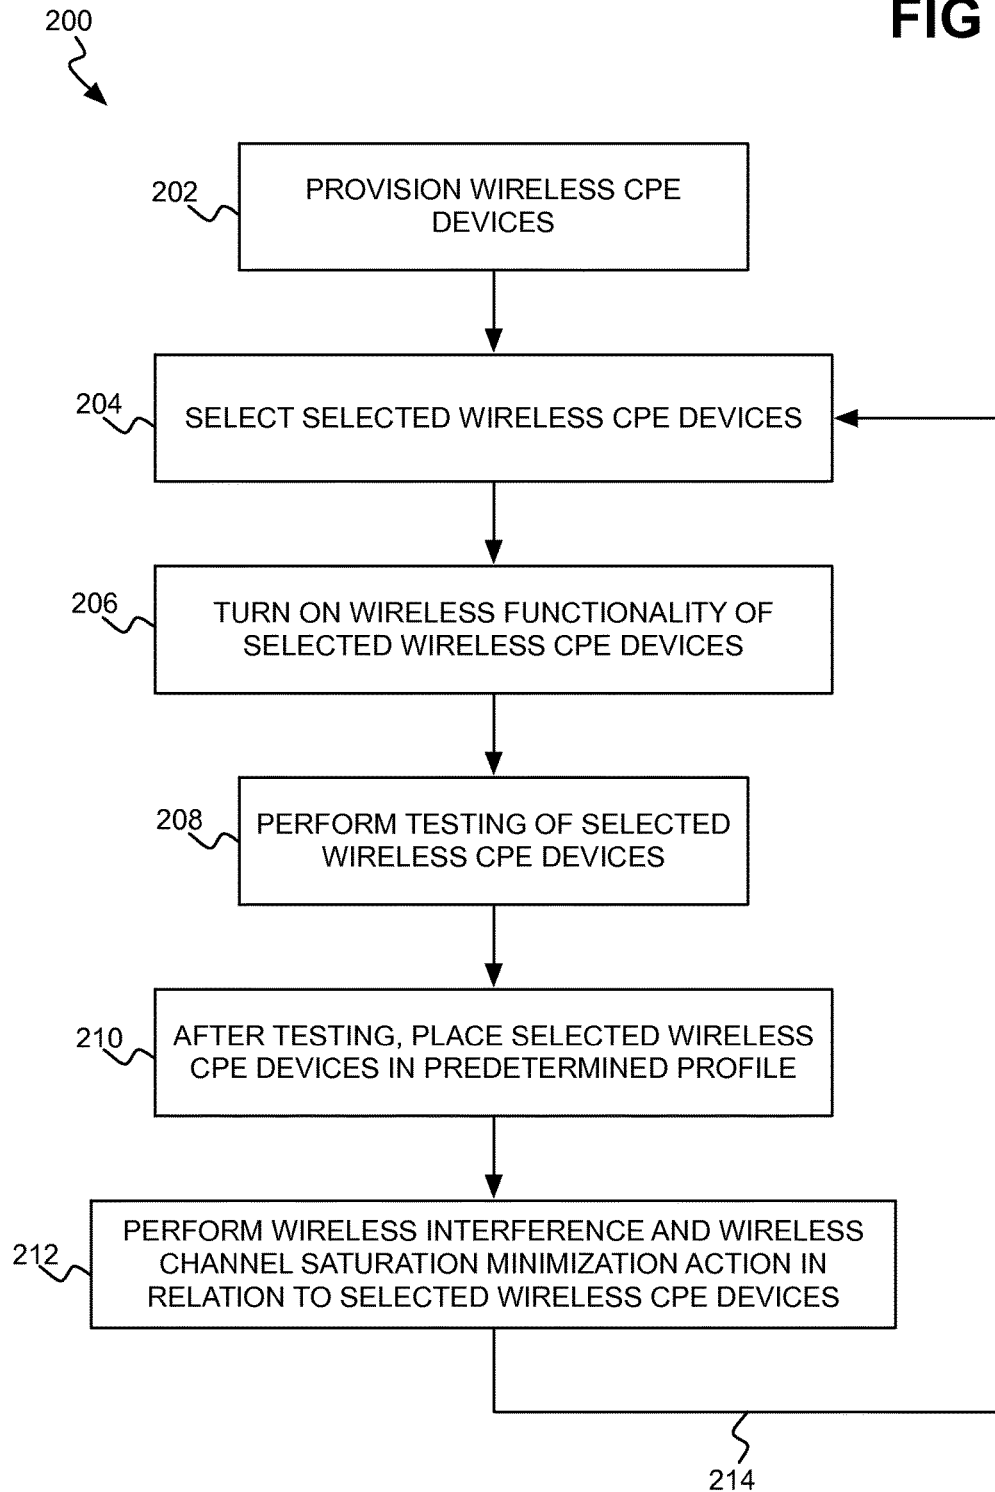 FIG
200
202
PROVISION WIRELESS CPE
DEVICES
204
SELECT SELECTED WIRELESS CPE DEVICES
206
TURN ON WIRELESS FUNCTIONALITY OF
SELECTED WIRELESS CPE DEVICES
208
PERFORM TESTING OF SELECTED
WIRELESS CPE DEVICES
210
AFTER TESTING, PLACE SELECTED WIRELESS
CPE DEVICES IN PREDETERMINED PROFILE
212
PERFORM WIRELESS INTERFERENCE AND WIRELESS
CHANNEL SATURATION MINIMIZATION ACTION IN
RELATION TO SELECTED WIRELESS CPE DEVICES
214